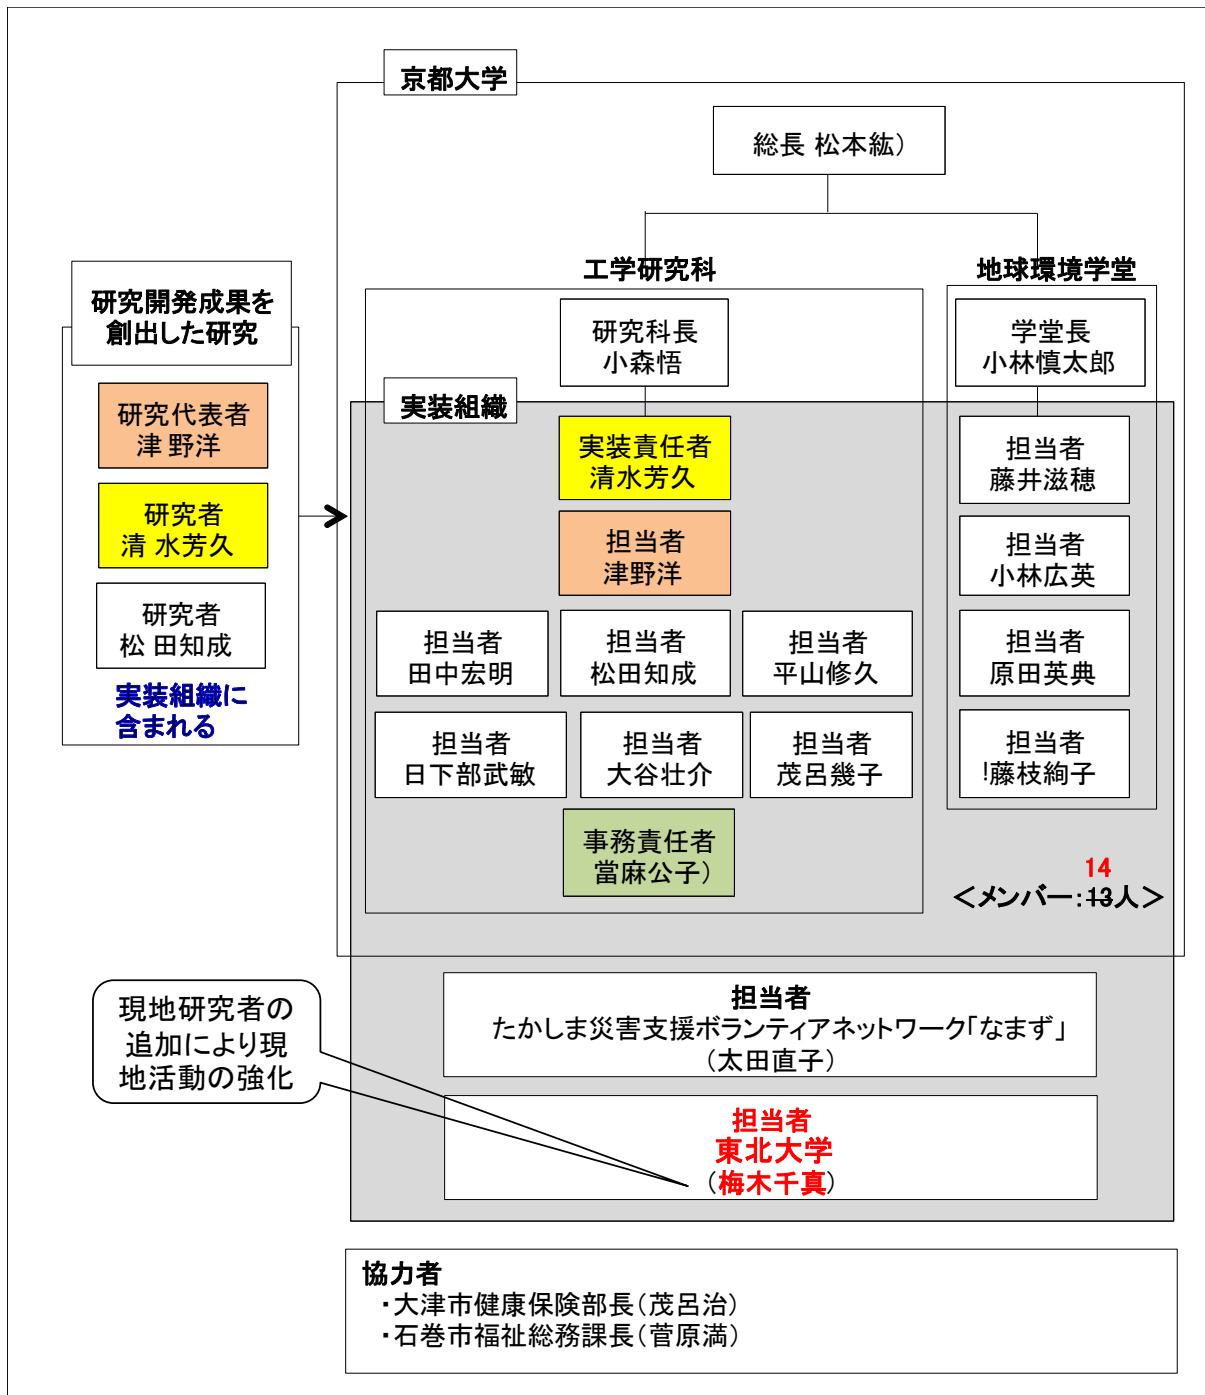 京都大学
総長 松本紘）
工学研究科
地球環境学堂
研究開発成果を
創出した研究
研究代表者
津 野洋
研究者
清 水芳久
研究者
松 田知成
実装組織に
含まれる
研究科長
小森悟
学堂長
小林慎太郎
実装組織
実装責任者
清水芳久
担当者
津野洋
担当者
田中宏明
担当者
松田知成
担当者
平山修久
担当者
日下部武敏
担当者
大谷壮介
担当者
茂呂幾子
事務責任者
當麻公子）
担当者
藤井滋穂
担当者
小林広英
担当者
原田英典
担当者
!藤枝絢子
14
＜メンバー：13人＞
担当者
たかしま災害支援ボランティアネットワーク「なまず」
（太田直子）
現地研究者の
追加により現
地活動の強化
担当者
東北大学
（梅木千真）
協力者
・大津市健康保険部長（茂呂治）
・石巻市福祉総務課長（菅原満）